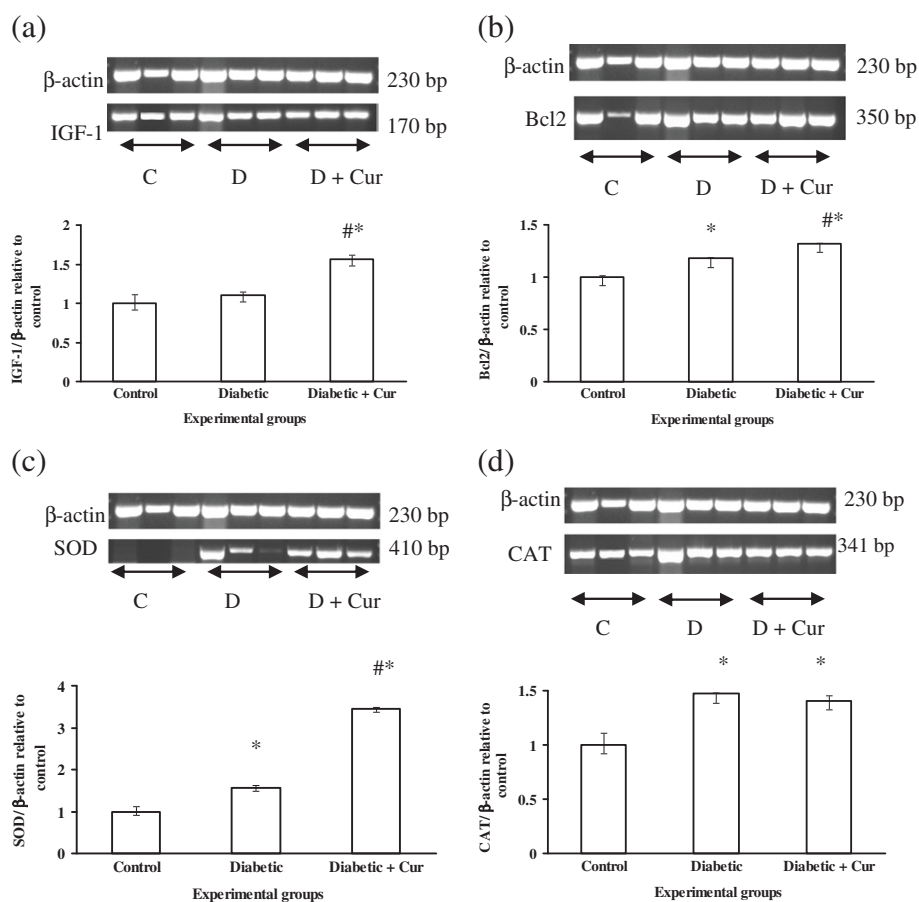 (a)
β-actin 230 bp
IGF-1 170 bp
C D D + Cur
IGF-1/ β-actin relative to
control
2
1.5
1
0.5
0
#*
Control Diabetic Diabetic + Cur
Experimental groups
(b)
β-actin 230 bp
Bcl2 350 bp
C D D + Cur
Bcl2/ β-actin relative to
control
1.5
1
0.5
0
*
#*
Control Diabetic Diabetic + Cur
Experimental groups
(c)
β-actin 230 bp
SOD 410 bp
C D D + Cur
SOD/ β-actin relative to
control
4
3
2
1
0
*
#*
Control Diabetic Diabetic + Cur
Experimental groups
(d)
β-actin 230 bp
CAT 341 bp
C D D + Cur
CAT/ β-actin relative to
control
1.5
1
0.5
0
* *
Control Diabetic Diabetic + Cur
Experimental groups